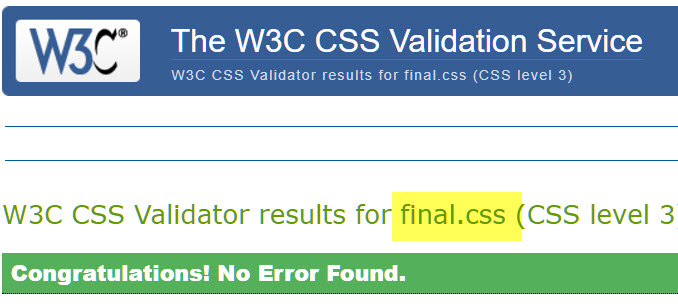 W3C®
The W3C CSS Validation Service
W3C CSS Validator results for final.css (CSS level 3)
W3C CSS Validator results for final.css (CSS level 3)
Congratulations! No Error Found.